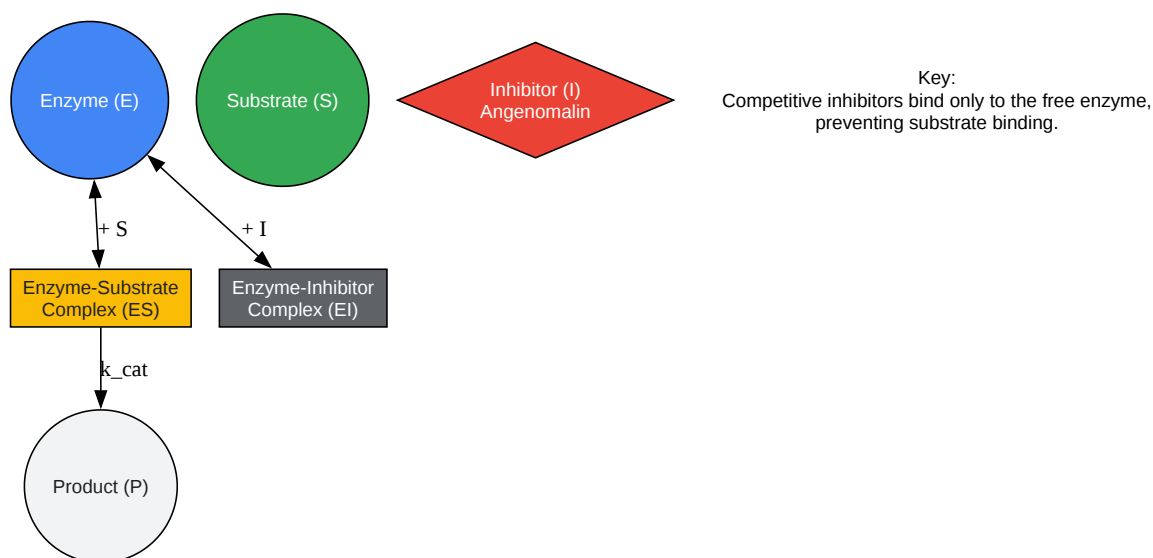 Enzyme (E)
Substrate (S)
Inhibitor (I)
Angenomalin
Key:
Competitive inhibitors bind only to the free enzyme,
preventing substrate binding.
+ S
+ I
Enzyme-Substrate
Complex (ES)
Enzyme-Inhibitor
Complex (EI)
k_cat
Product (P)